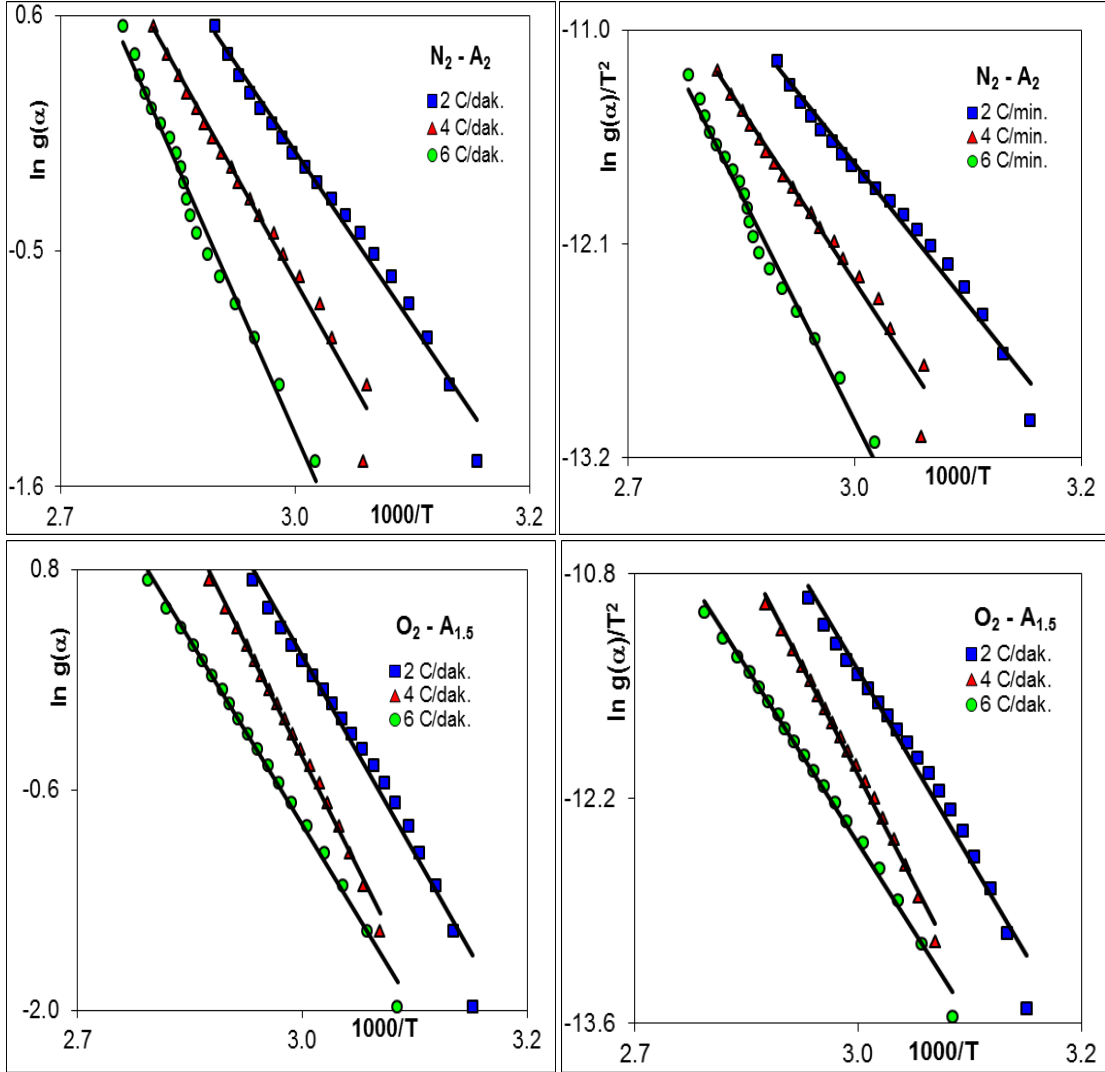 0.6
-0.5
-1.6
ln g(α)
N₂ - A₂
2 C/dak.
4 C/dak.
6 C/dak.
2.7
3.0
1000/T
3.2
-11.0
-12.1
-13.2
ln g(α)/T²
N₂ - A₂
2 C/min.
4 C/min.
6 C/min.
2.7
3.0
1000/T
3.2
0.8
-0.6
-2.0
ln g(α)
O₂ - A₁.₅
2 C/dak.
4 C/dak.
6 C/dak.
2.7
3.0
1000/T
3.2
-10.8
-12.2
-13.6
ln g(α)/T²
O₂ - A₁.₅
2 C/dak.
4 C/dak.
6 C/dak.
2.7
3.0
1000/T
3.2